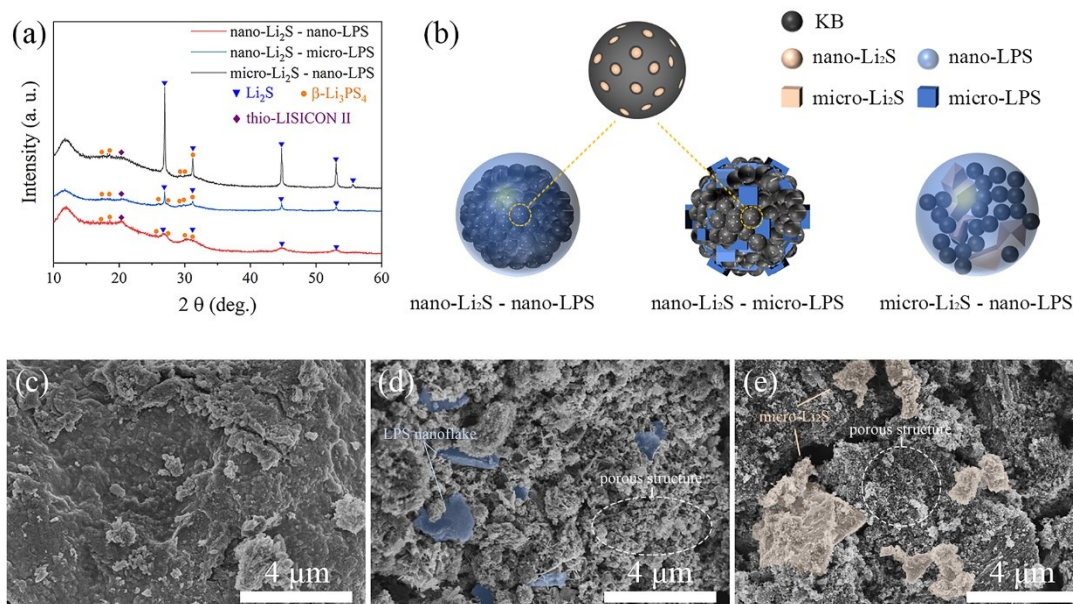 (a)
nano-Li₂S - nano-LPS
nano-Li₂S - micro-LPS
micro-Li₂S - nano-LPS
Li₂S
β-Li₃PS₄
thio-LISICON II
Intensity (a. u.)
10 20 30 40 50 60
2 θ (deg.)
(b)
KB
nano-Li₂S
nano-LPS
micro-Li₂S
micro-LPS
nano-Li₂S - nano-LPS
nano-Li₂S - micro-LPS
micro-Li₂S - nano-LPS
(c)
4 μm
(d)
LPS nanoflake
porous structure
4 μm
(e)
micro-Li₂S
porous structure
4 μm